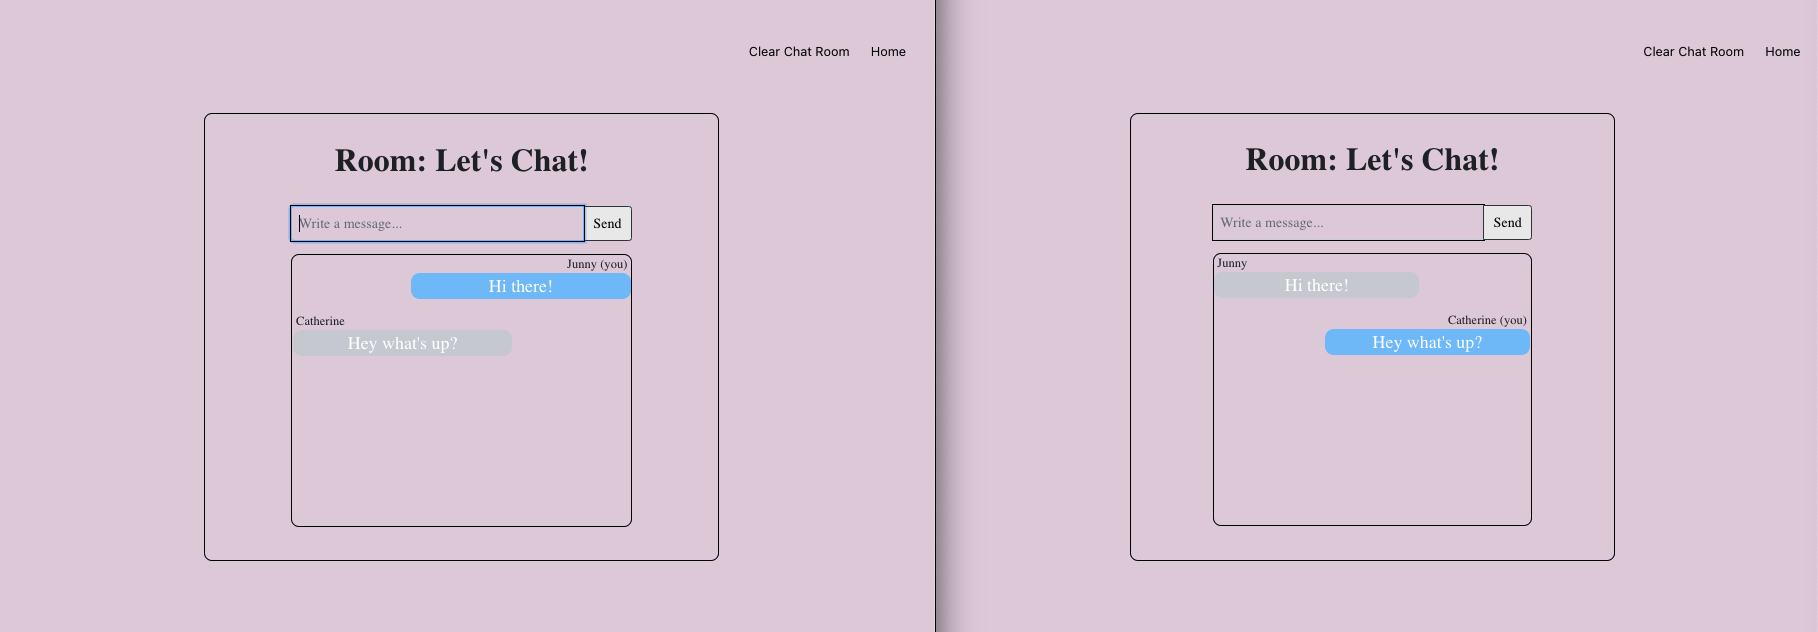 Clear Chat Room Home
Room: Let's Chat!
Write a message...
Send
Junny (you)
Hi there!
Catherine
Hey what's up?
Clear Chat Room Home
Room: Let's Chat!
Write a message...
Send
Junny
Hi there!
Catherine (you)
Hey what's up?